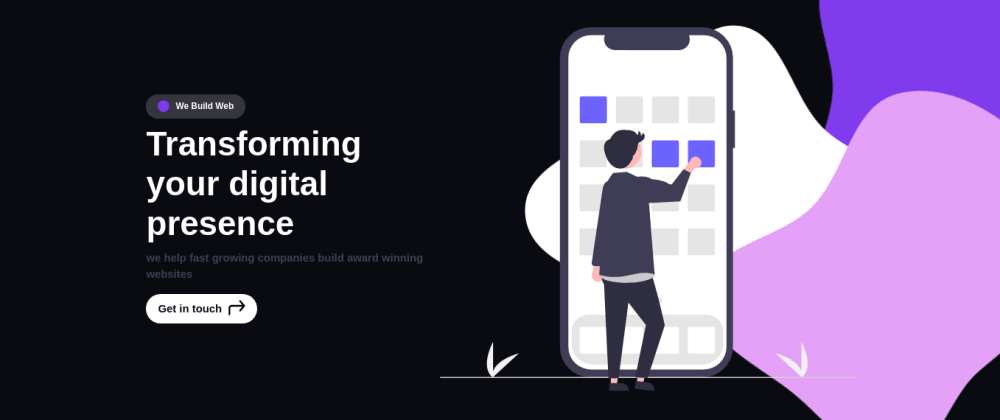 We Build Web
Transforming
your digital
presence
we help fast growing companies build award winning
websites
Get in touch